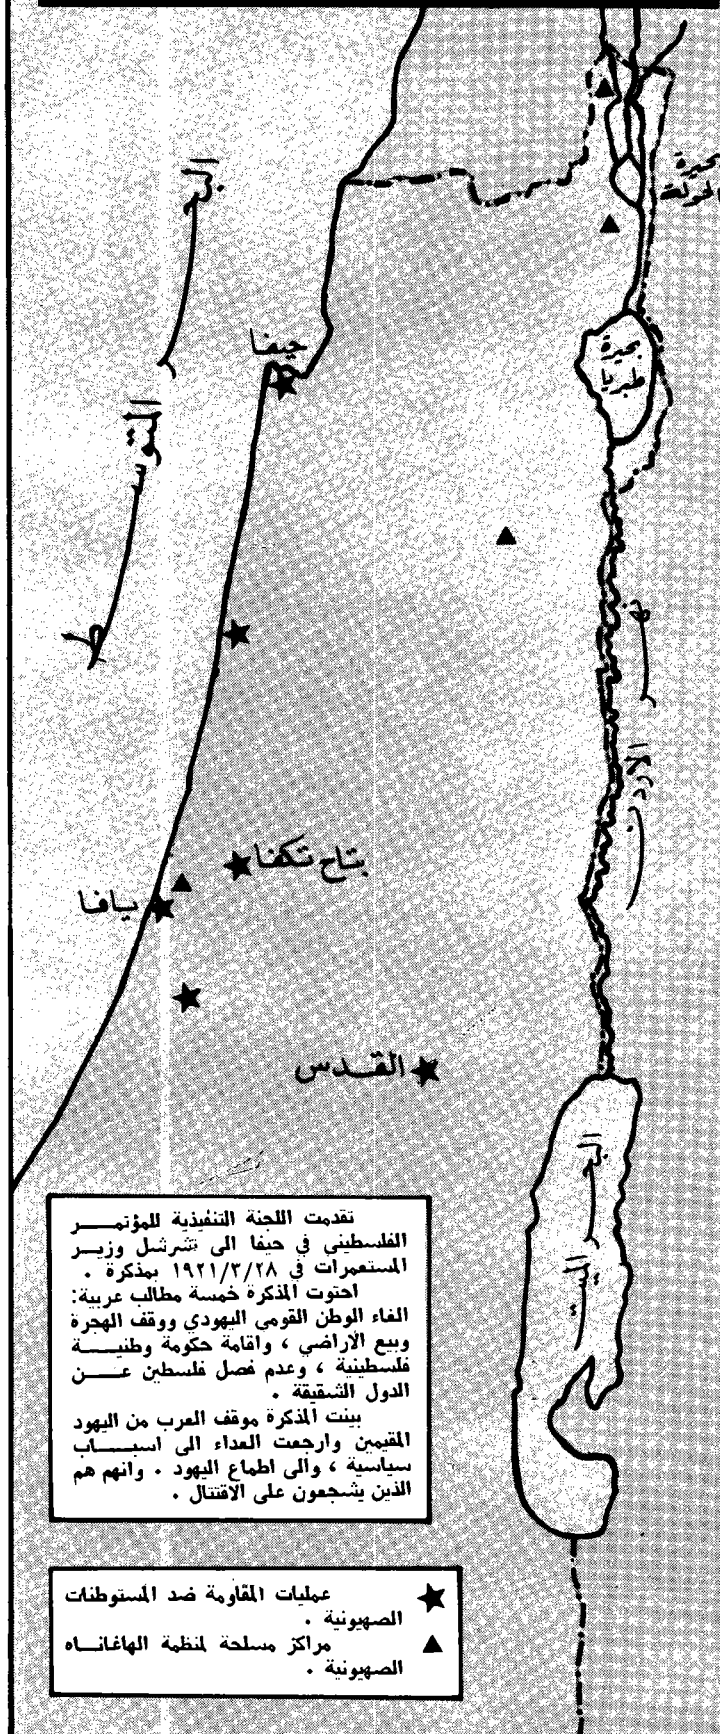 البحر
المتوسط
بحيرة
الحولة
حيفا
بحيرة
طبريا
نهر
الاردن
بتاح تكفا
يافا
القدس
البحر
الميت
تقدمت اللجنة التنفيذية للمؤتمر
الفلسطيني في حيفا الى تشرشل وزير
المستعمرات في ١٩٢١/٣/٢٨ بمذكرة .
احتوت المذكرة خمسة مطالب عربية:
الغاء الوطن القومي اليهودي ووقف الهجرة
وبيع الاراضي ، واقامة حكومة وطنية
فلسطينية ، وعدم فصل فلسطين عن
الدول الشقيقة .
بينت المذكرة موقف العرب من اليهود
المقيمين وارجعت العداء الى اسباب
سياسية ، والى اطماع اليهود . وانهم هم
الذين يشجعون على الاقتتال .
عمليات المقاومة ضد المستوطنات
الصهيونية .
مراكز مسلحة لمنظمة الهاغاناه
الصهيونية .